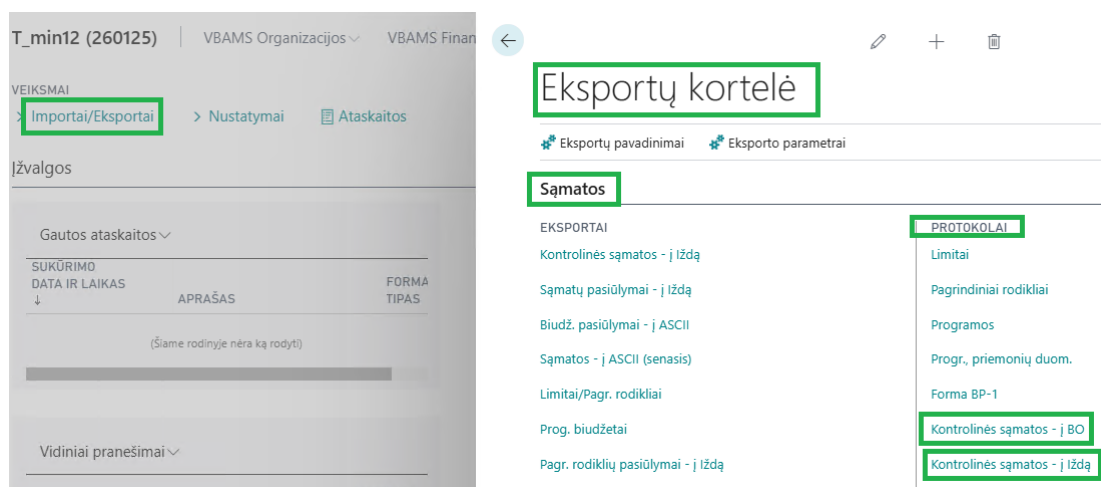 T_min12 (260125)
VBAMS Organizacijos
VBAMS Finan
VEIKSMAI
> Importai/Eksportai
> Nustatymai
Ataskaitos
Įžvalgos
Gautos ataskaitos
SUKŪRIMO
DATA IR LAIKAS
↓
APRAŠAS
FORMA
TIPAS
(Šiame rodinyje nėra ką rodyti)
Vidiniai pranešimai
Eksportų kortelė
Eksportų pavadinimai
Eksporto parametrai
Sąmatos
EKSPORTAI
Kontrolinės sąmatos - į Iždą
Sąmatų pasiūlymai - į Iždą
Biudž. pasiūlymai - į ASCII
Sąmatos - į ASCII (senasis)
Limitai/Pagr. rodikliai
Prog. biudžetai
Pagr. rodiklių pasiūlymai - į Iždą
PROTOKOLAI
Limitai
Pagrindiniai rodikliai
Programos
Progr., priemonių duom.
Forma BP-1
Kontrolinės sąmatos - į BO
Kontrolinės sąmatos - į Iždą